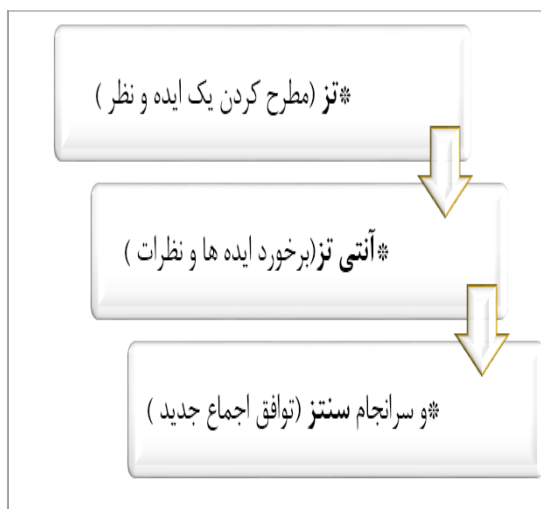 *تز (مطرح کردن یک ایده و نظر )
*آنتی تز(برخورد ایده ها و نظرات )
*و سرانجام سنتز (توافق اجماع جدید )